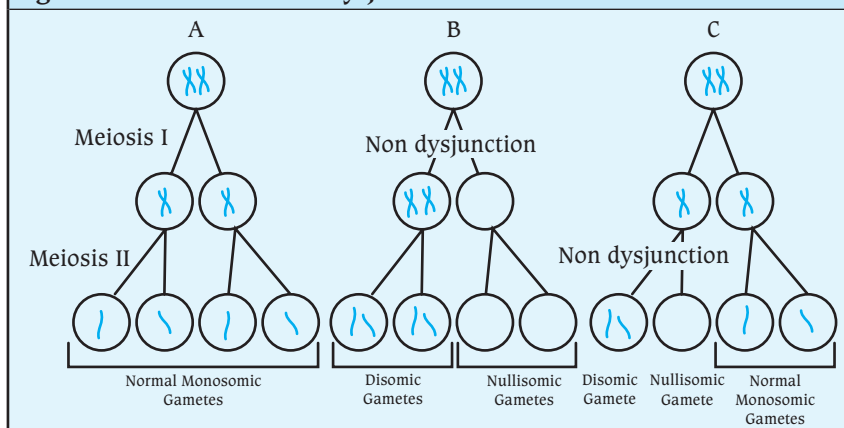 A B C
Meiosis I
Non dysjunction
Meiosis II
Non dysjunction
Normal Monosomic
Gametes
Disomic
Gametes
Nullisomic
Gametes
Disomic
Gamete
Nullisomic
Gamete
Normal
Monosomic
Gametes